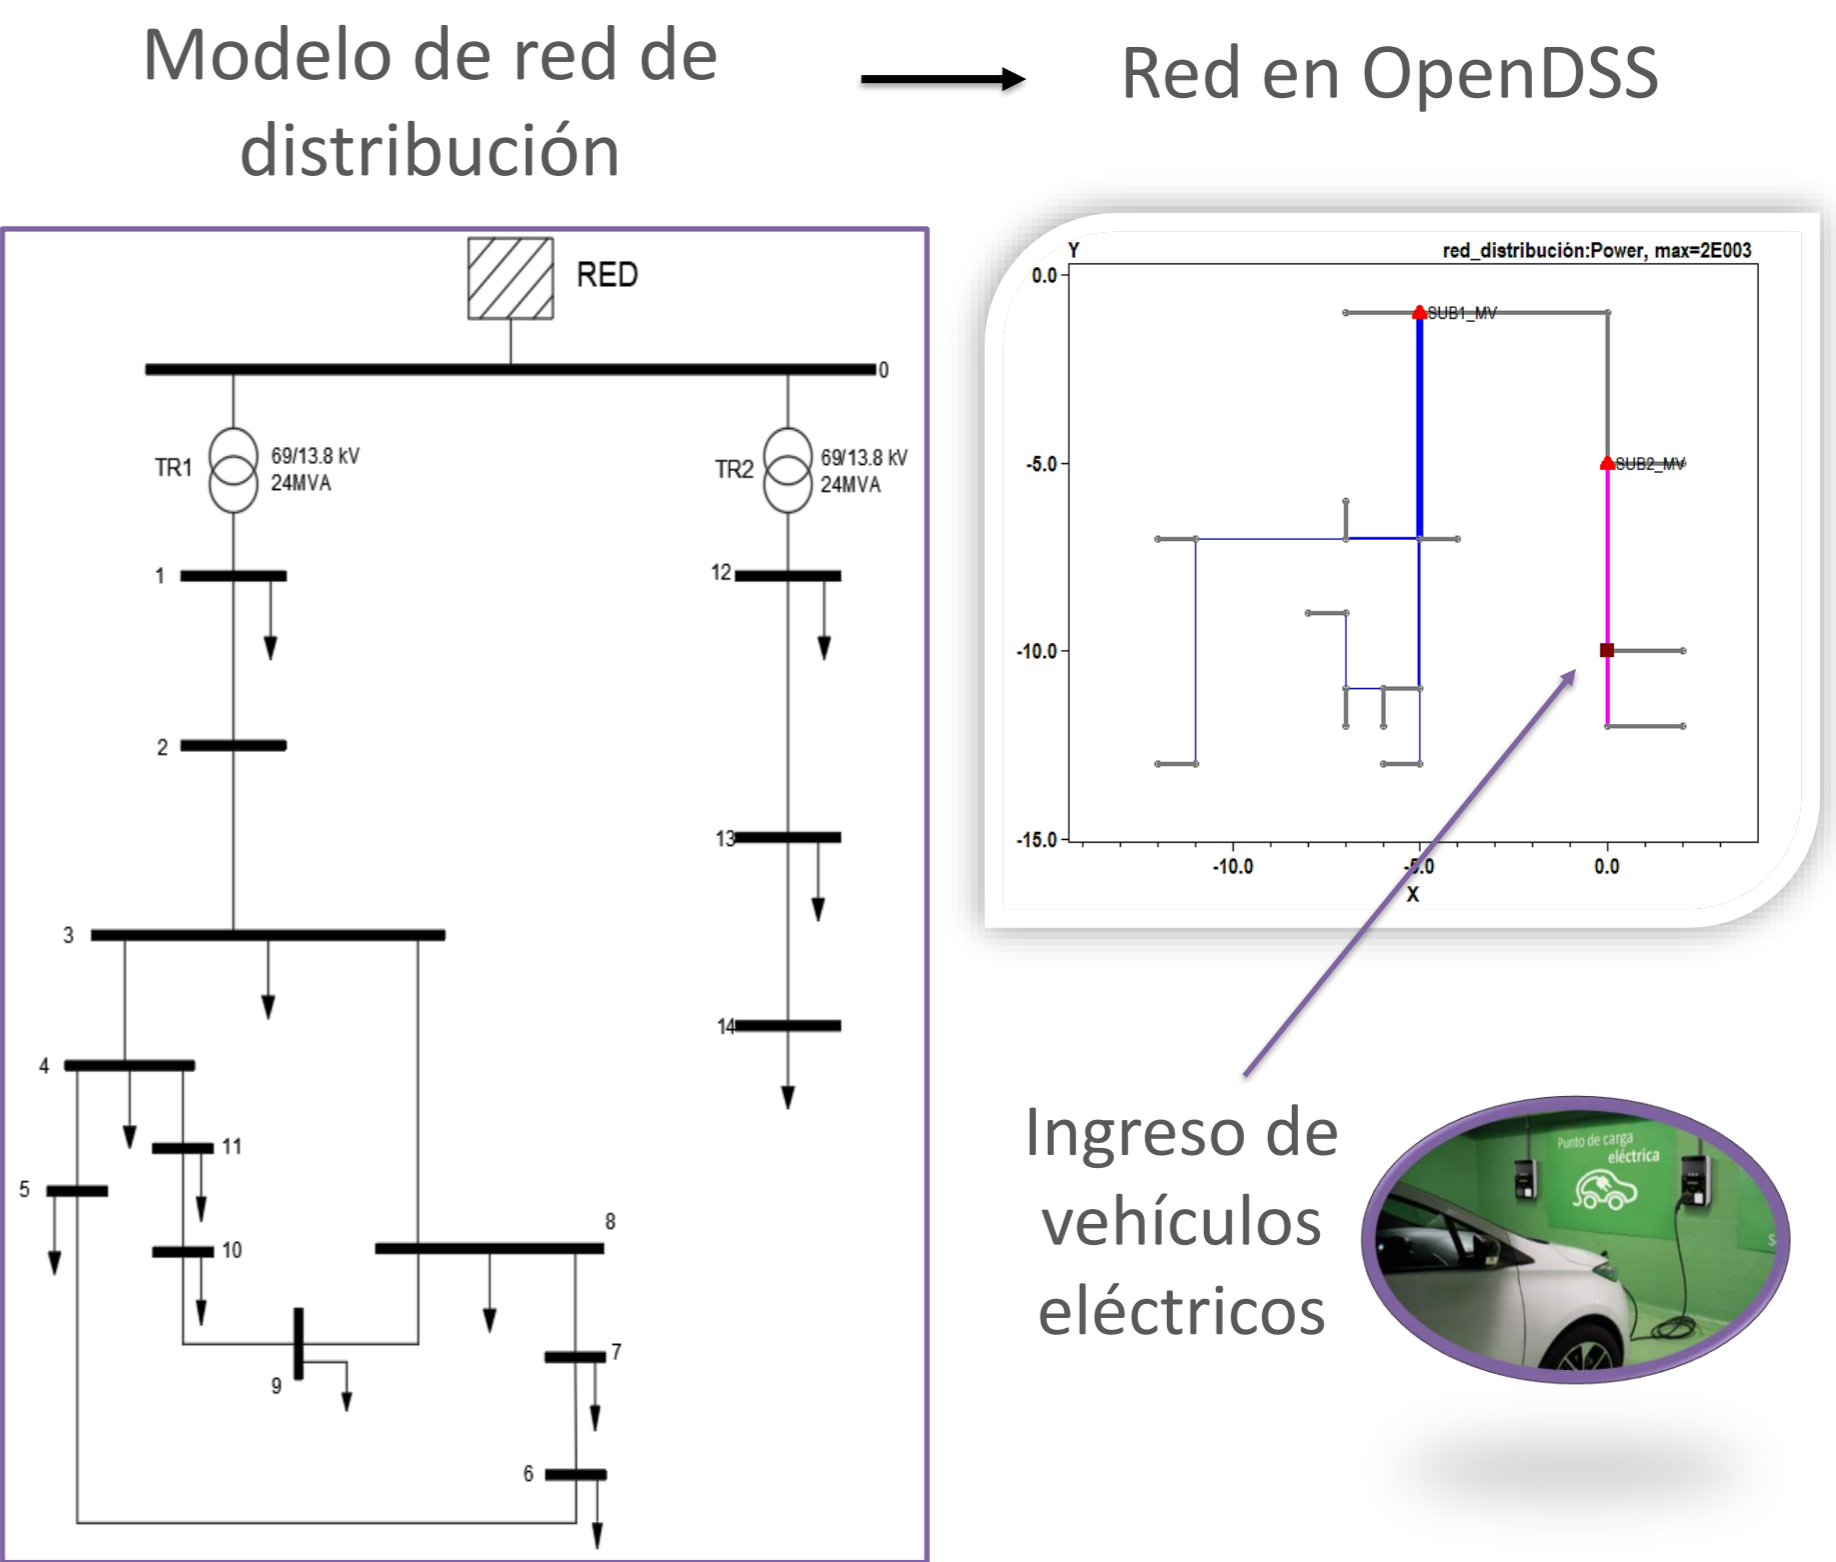 Modelo de red de
distribución
Red en OpenDSS
RED
0
TR1
69/13.8 kV
24MVA
TR2
69/13.8 kV
24MVA
1
12
2
13
3
14
4
11
5
10
8
9
7
6
Y
red_distribución:Power, max=2E003
0.0
SUB1_MV
-5.0
SUB2_MV
-10.0
-15.0
-10.0
-5.0
0.0
X
Ingreso de
vehículos
eléctricos
Punto de carga
eléctrica